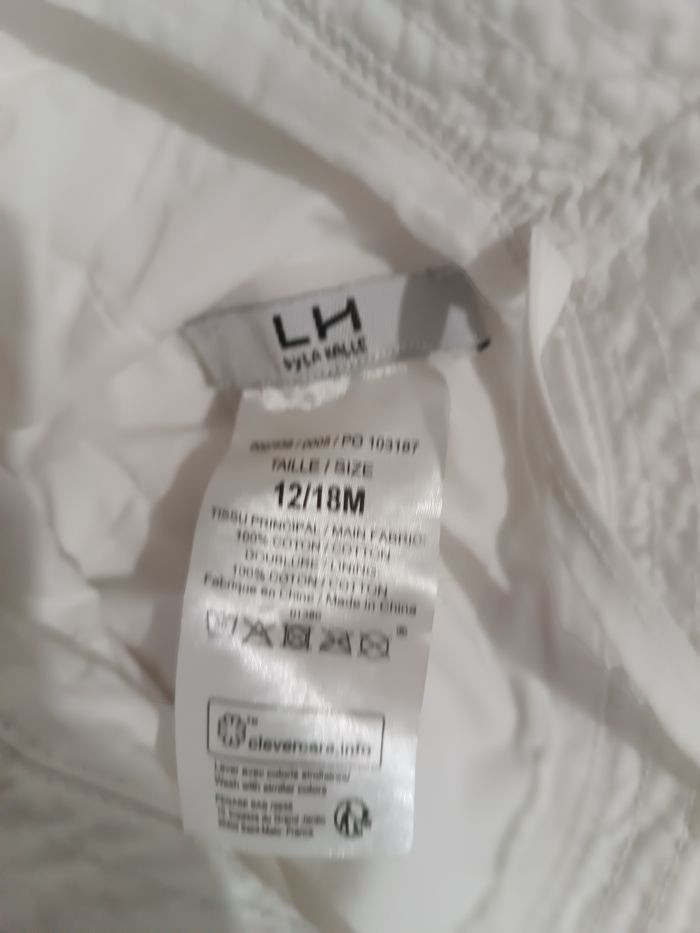 LH
by LA HALLE
/ PO 103187
TAILLE / SIZE
12/18M
TISSU PRINCIPAL / MAIN FABRIC:
100% COTON / COTTON
DOUBLURE / LINING:
100% COTON / COTTON
Fabriqué en Chine / Made in China
TM
clevercare.info
Laver avec coloris similaires/
Wash with similar colors